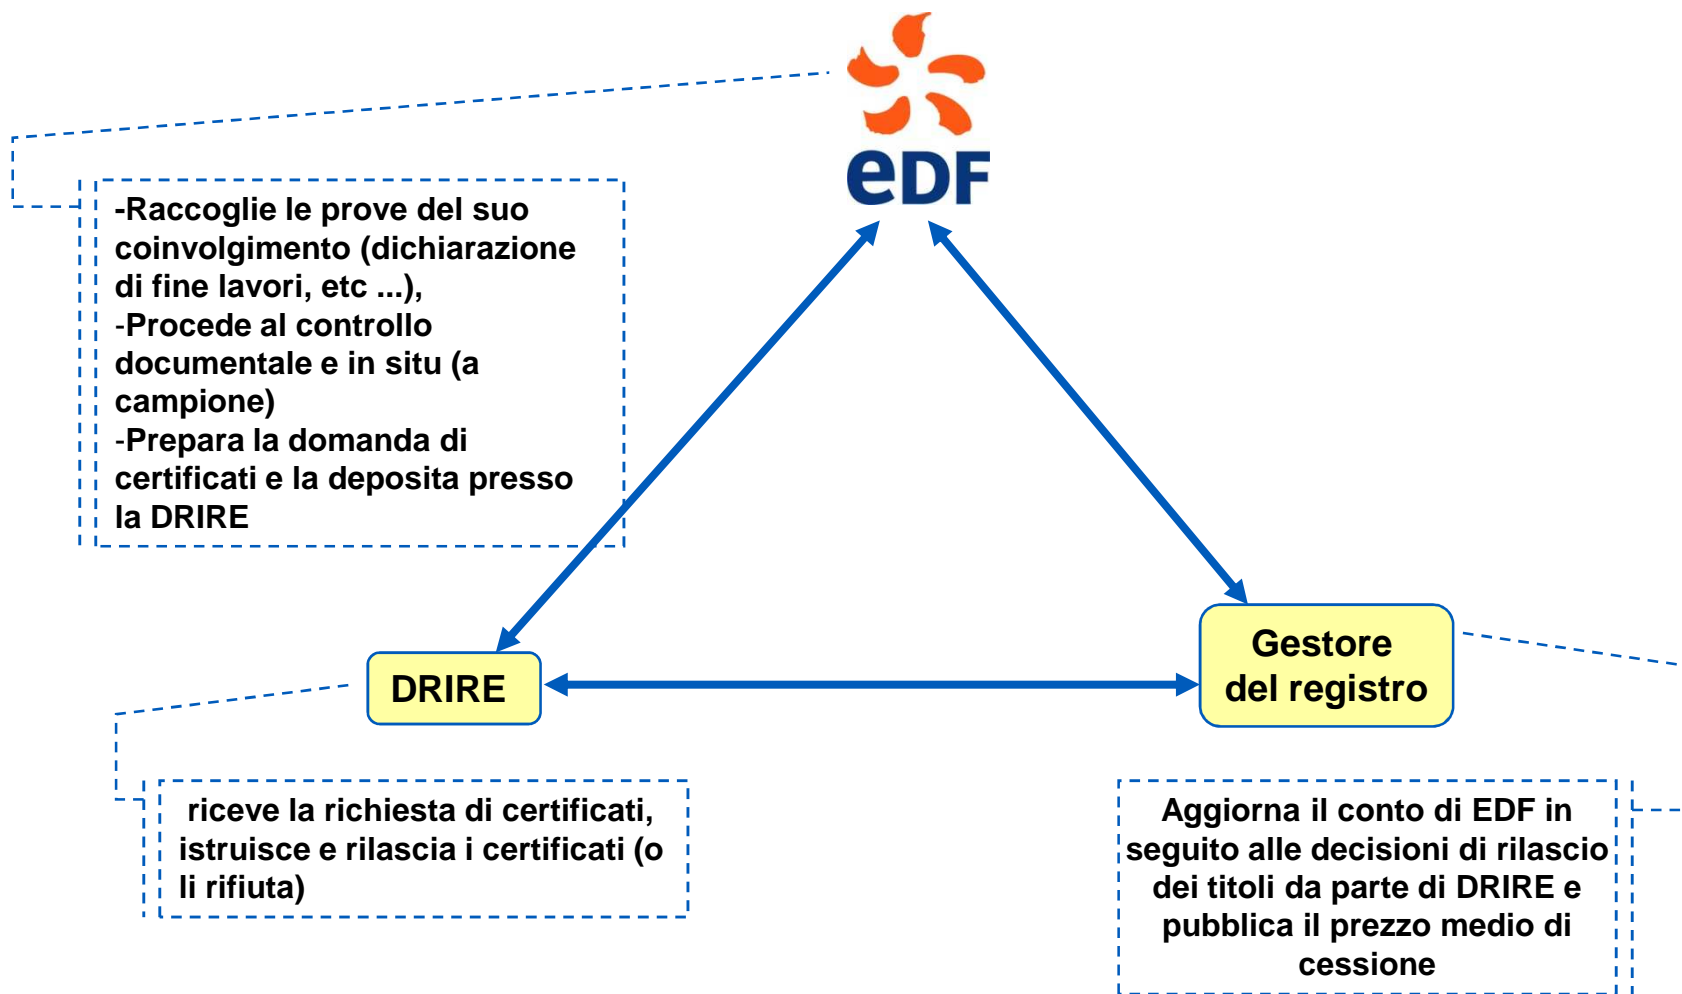 eDF
-Raccoglie le prove del suo
coinvolgimento (dichiarazione
di fine lavori, etc ...),
-Procede al controllo
documentale e in situ (a
campione)
-Prepara la domanda di
certificati e la deposita presso
la DRIRE
Gestore
del registro
DRIRE
riceve la richiesta di certificati,
istruisce e rilascia i certificati (o
li rifiuta)
Aggiorna il conto di EDF in
seguito alle decisioni di rilascio
dei titoli da parte di DRIRE e
pubblica il prezzo medio di
cessione